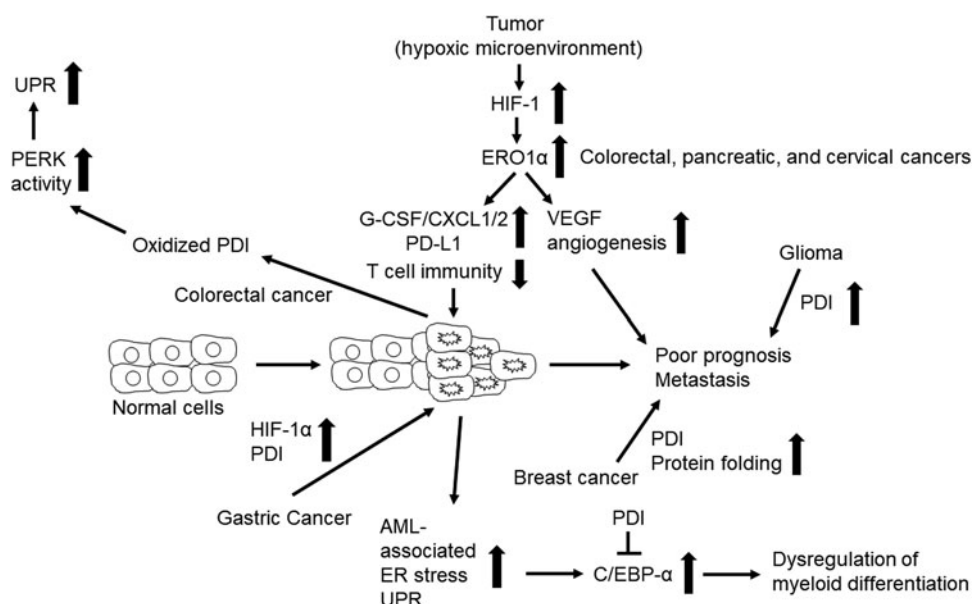 Tumor
(hypoxic microenvironment)
HIF-1
ERO1α
Colorectal, pancreatic, and cervical cancers
UPR
PERK
activity
Oxidized PDI
Colorectal cancer
G-CSF/CXCL1/2
PD-L1
T cell immunity
VEGF
angiogenesis
Glioma
PDI
Normal cells
Poor prognosis
Metastasis
HIF-1α
PDI
Gastric Cancer
PDI
Protein folding
Breast cancer
AML-
associated
ER stress
UPR
PDI
C/EBP-α
Dysregulation of
myeloid differentiation